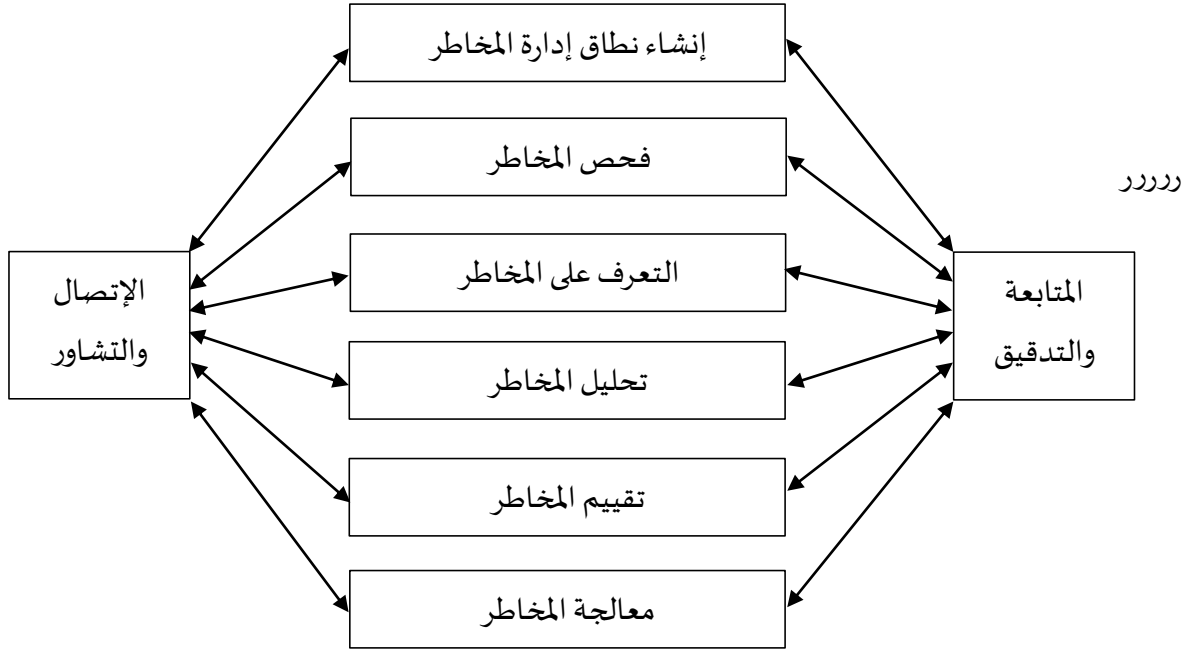 إنشاء نطاق إدارة المخاطر
فحص المخاطر
ررررر
التعرف على المخاطر
المتابعة
والتدقيق
الإتصال
والتشاور
تحليل المخاطر
تقييم المخاطر
معالجة المخاطر